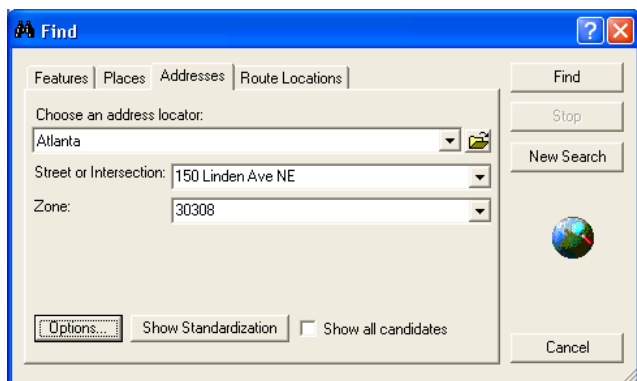 Find
Features Places Addresses Route Locations
Find
Choose an address locator:
Stop
Atlanta
New Search
Street or Intersection: 150 Linden Ave NE
Zone: 30308
Options... Show Standardization Show all candidates
Cancel